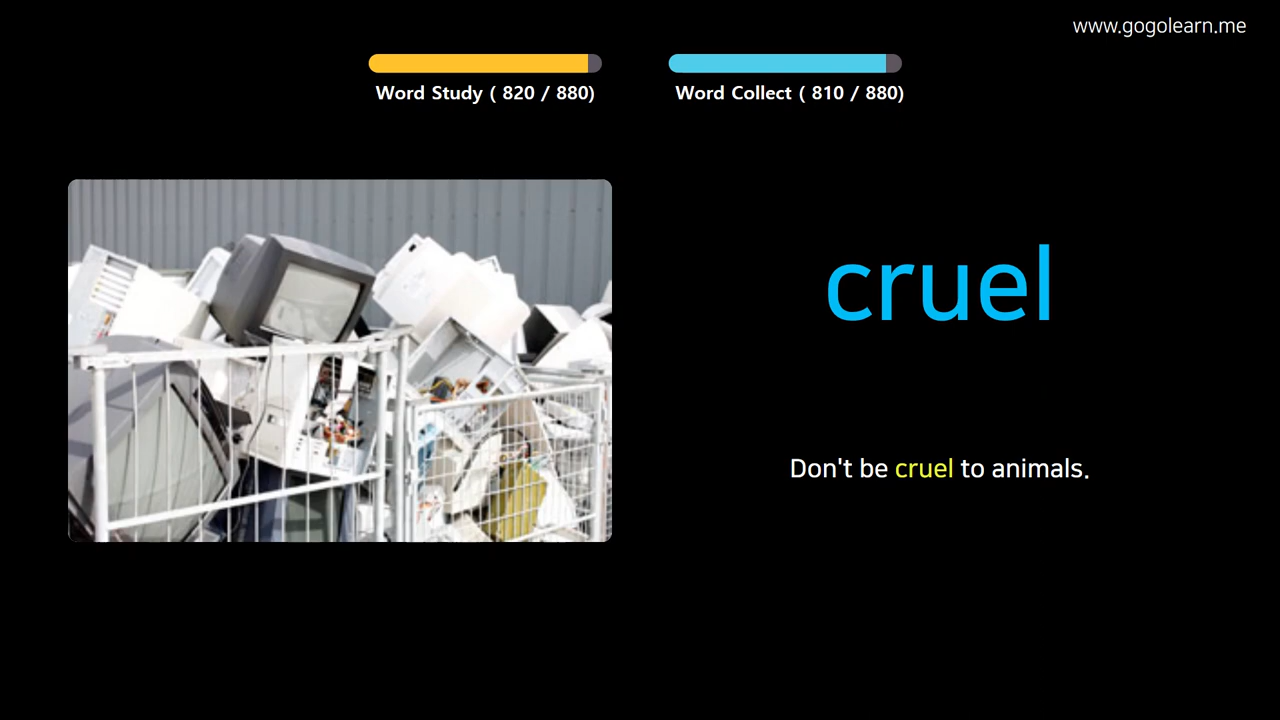 www.gogolearn.me
Word Study ( 820 / 880)
Word Collect ( 810 / 880)
cruel
Don't be cruel to animals.